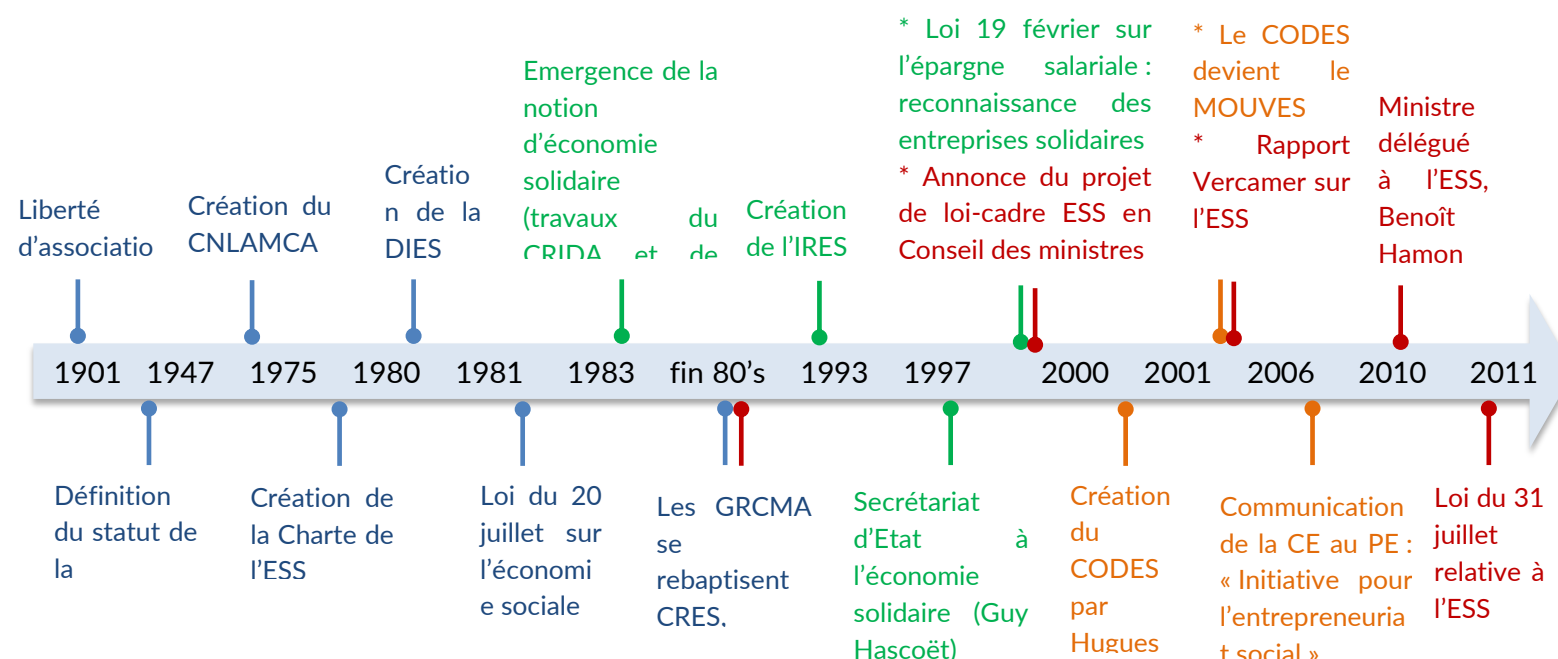 * Loi 19 février sur
l’épargne salariale :
reconnaissance des
entreprises solidaires
* Annonce du projet
de loi-cadre ESS en
Conseil des ministres
* Le CODES
devient le
MOUVES
* Rapport
Vercamer sur
l’ESS
Emergence de la
notion
d’économie
solidaire
(travaux du
CRIDA et de
Ministre
délégué
à l’ESS,
Benoît
Hamon
Créatio
n de la
DIES
Création du
CNLAMCA
Liberté
d’associatio
Création
de l’IRES
1901 1947 1975 1980 1981 1983 fin 80’s 1993 1997 2000 2001 2006 2010 2011
Définition
du statut de
la
Création de
la Charte de
l’ESS
Loi du 20
juillet sur
l’économi
e sociale
Les GRCMA
se
rebaptisent
CRES,
Secrétariat
d’Etat à
l’économie
solidaire (Guy
Hascoët)
Création
du
CODES
par
Hugues
Communication
de la CE au PE :
« Initiative pour
l’entrepreneuria
t social »
Loi du 31
juillet
relative à
l’ESS